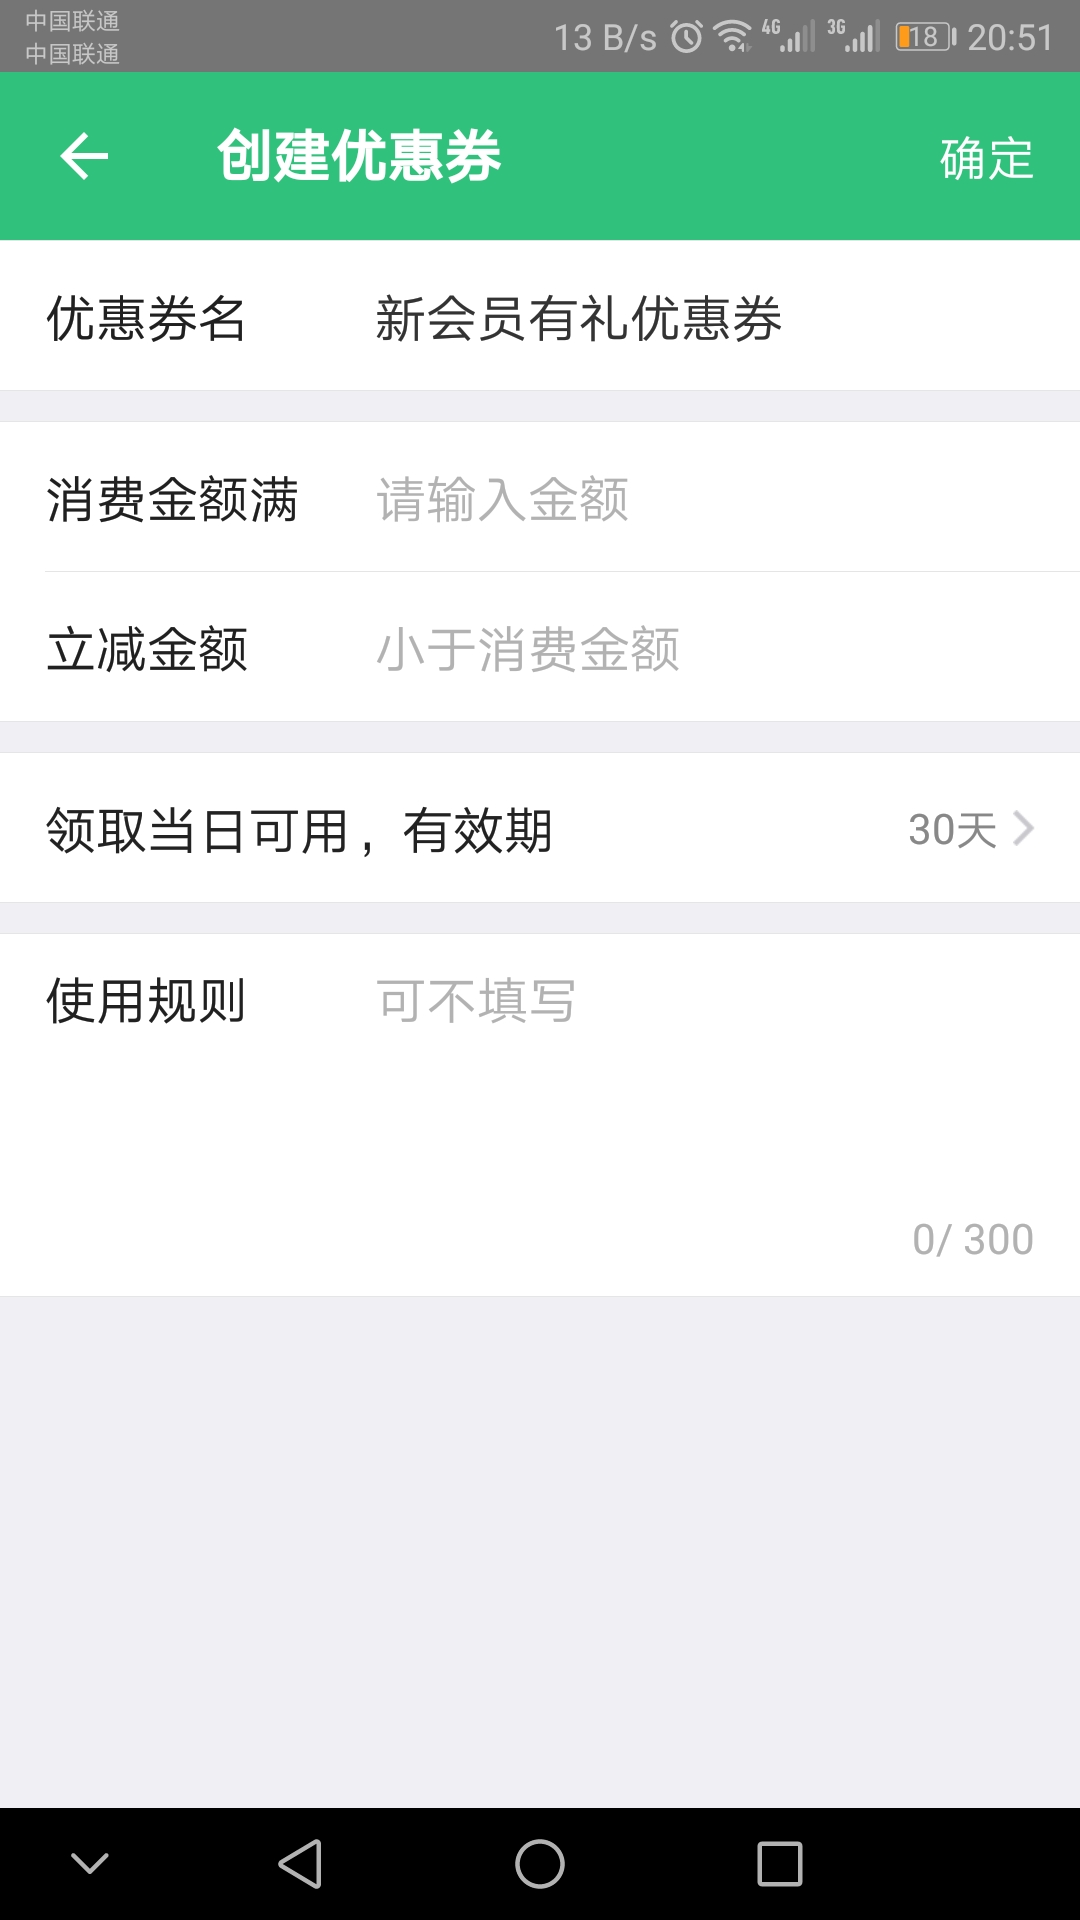 中国联通
中国联通
13 B/s 4G 3G 18 20:51
创建优惠券 确定
优惠券名 新会员有礼优惠券
消费金额满 请输入金额
立减金额 小于消费金额
领取当日可用，有效期 30天
使用规则 可不填写
0/ 300